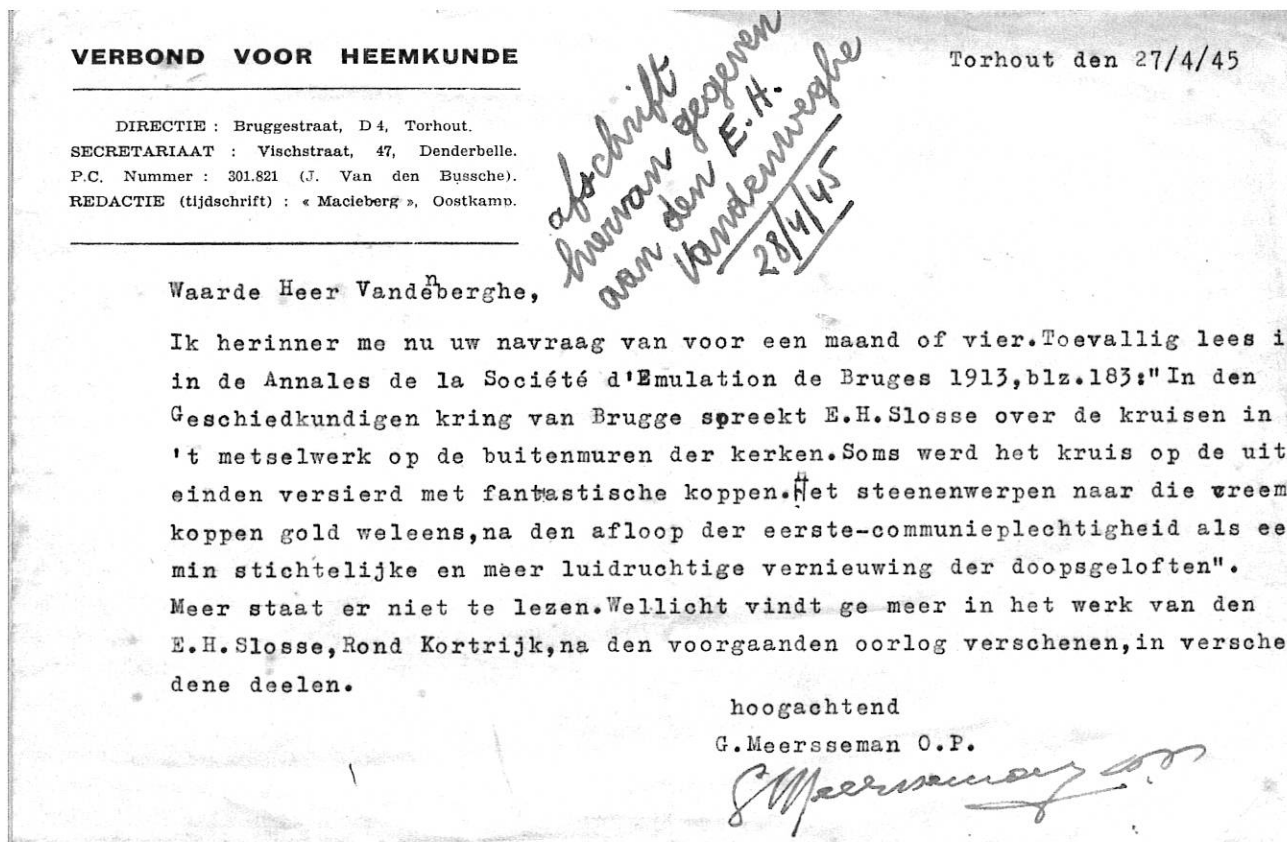 VERBOND VOOR HEEMKUNDE
DIRECTIE : Bruggestraat, D 4, Torhout.
SECRETARIAAT : Vischstraat, 47, Denderbelle.
P.C. Nummer : 301.821 (J. Van den Bussche).
REDACTIE (tijdschrift) : « Macieberg », Oostkamp.
afschrift
hiervan gegeven
aan den E.H.
Vandenweghe
28/4/45
Torhout den 27/4/45
Waarde Heer Vandenberghe,
Ik herinner me nu uw navraag van voor een maand of vier.Toevallig lees i
in de Annales de la Société d'Emulation de Bruges 1913,blz.183:"In den
Geschiedkundigen kring van Brugge spreekt E.H.Slosse over de kruisen in
't metselwerk op de buitenmuren der kerken.Soms werd het kruis op de uit
einden versierd met fantastische koppen.Het steenenwerpen naar die vreem
koppen gold weleens,na den afloop der eerste-communieplechtigheid als ee
min stichtelijke en meer luidruchtige vernieuwing der doopsgeloften".
Meer staat er niet te lezen.Wellicht vindt ge meer in het werk van den
E.H.Slosse,Rond Kortrijk,na den voorgaanden oorlog verschenen,in versche
dene deelen.
hoogachtend
G.Meersseman O.P.
GMeersseman o.p.